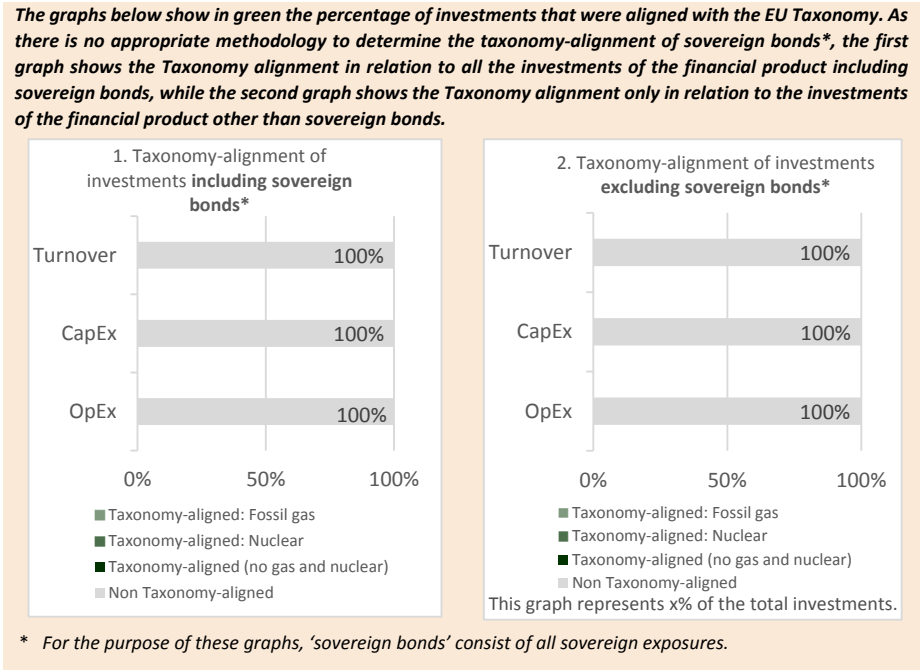 The graphs below show in green the percentage of investments that were aligned with the EU Taxonomy. As
there is no appropriate methodology to determine the taxonomy-alignment of sovereign bonds*, the first
graph shows the Taxonomy alignment in relation to all the investments of the financial product including
sovereign bonds, while the second graph shows the Taxonomy alignment only in relation to the investments
of the financial product other than sovereign bonds.
1. Taxonomy-alignment of
investments including sovereign
bonds*
Turnover
100%
CapEx
100%
OpEx
100%
0% 50% 100%
Taxonomy-aligned: Fossil gas
Taxonomy-aligned: Nuclear
Taxonomy-aligned (no gas and nuclear)
Non Taxonomy-aligned
2. Taxonomy-alignment of investments
excluding sovereign bonds*
Turnover
100%
CapEx
100%
OpEx
100%
0% 50% 100%
Taxonomy-aligned: Fossil gas
Taxonomy-aligned: Nuclear
Taxonomy-aligned (no gas and nuclear)
Non Taxonomy-aligned
This graph represents x% of the total investments.
* For the purpose of these graphs, ‘sovereign bonds’ consist of all sovereign exposures.